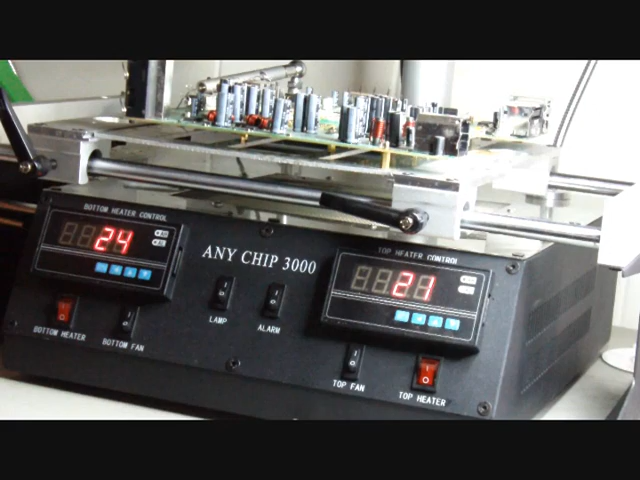 BOTTOM HEATER CONTROL
24
ANY CHIP 3000
TOP HEATER CONTROL
21
LAMP
ALARM
BOTTOM HEATER
BOTTOM FAN
TOP FAN
TOP HEATER